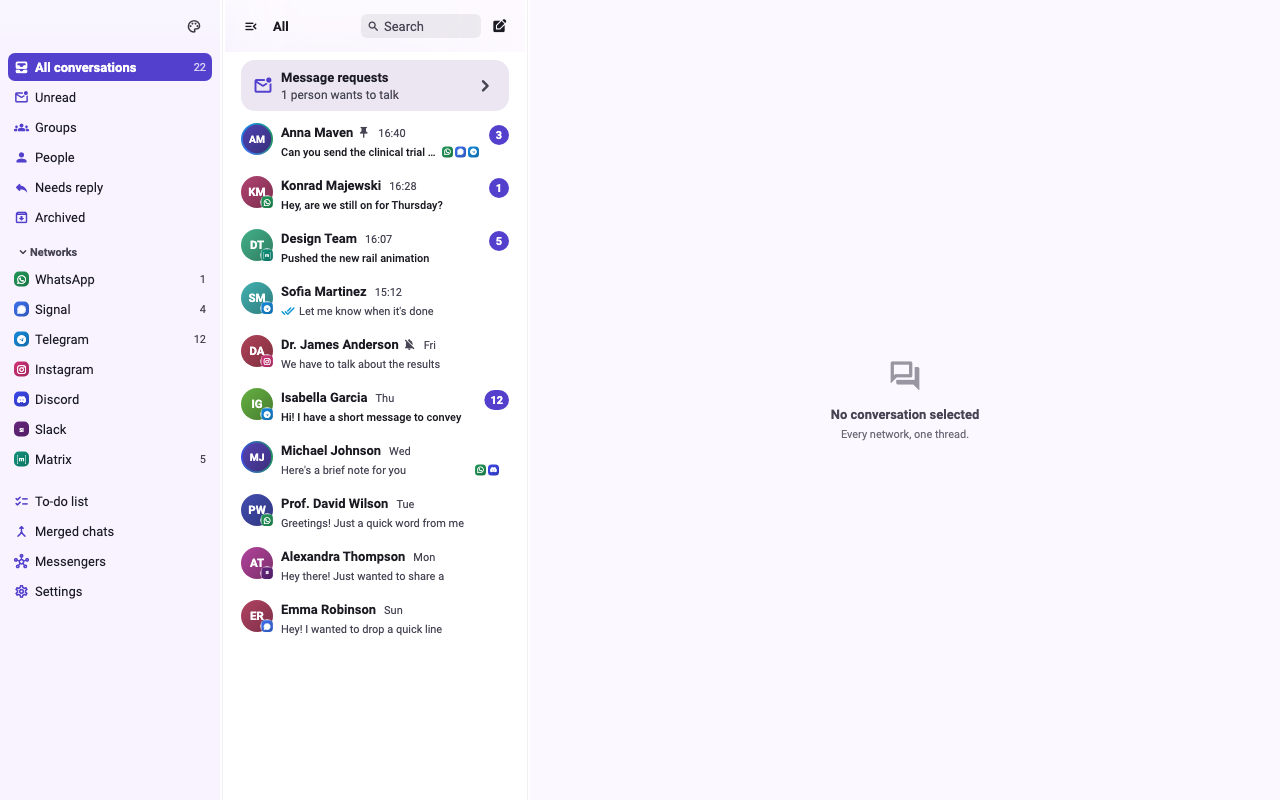 All conversations 22
Unread
Groups
People
Needs reply
Archived
Networks
WhatsApp 1
Signal 4
Telegram 12
Instagram
Discord
Slack
Matrix 5
To-do list
Merged chats
Messengers
Settings
All
Search
Message requests
1 person wants to talk
AM Anna Maven 16:40 3
Can you send the clinical trial ...
KM Konrad Majewski 16:28 1
Hey, are we still on for Thursday?
DT Design Team 16:07 5
Pushed the new rail animation
SM Sofia Martinez 15:12
Let me know when it's done
DA Dr. James Anderson Fri
We have to talk about the results
IG Isabella Garcia Thu 12
Hi! I have a short message to convey
MJ Michael Johnson Wed
Here's a brief note for you
PW Prof. David Wilson Tue
Greetings! Just a quick word from me
AT Alexandra Thompson Mon
Hey there! Just wanted to share a
ER Emma Robinson Sun
Hey! I wanted to drop a quick line
No conversation selected
Every network, one thread.